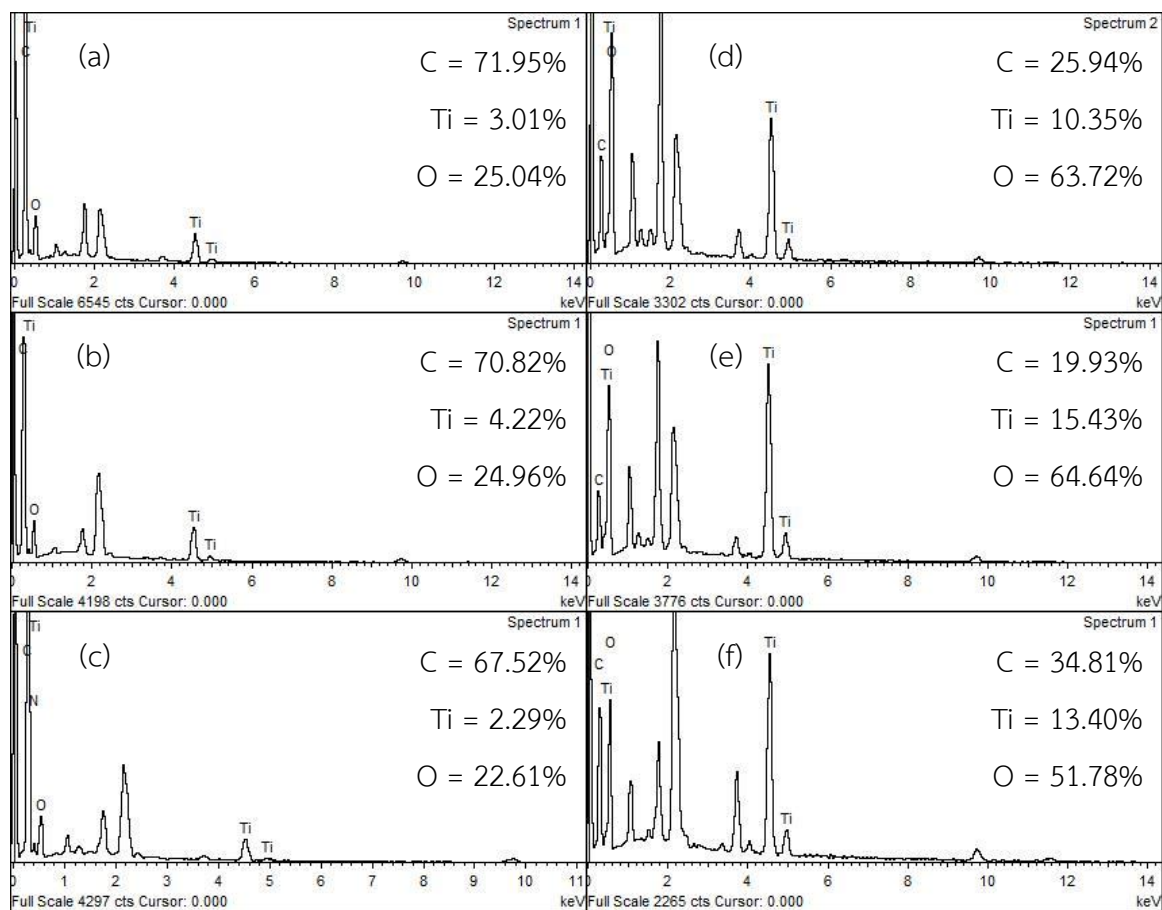 Spectrum 1
(a)
Ti
C
C = 71.95%
Ti = 3.01%
O = 25.04%
O
Ti
Ti
0 2 4 6 8 10 12 14
Full Scale 6545 cts Cursor: 0.000 keV
Spectrum 2
(d)
Ti
O
C = 25.94%
Ti = 10.35%
O = 63.72%
C
Ti
Ti
0 2 4 6 8 10 12 14
Full Scale 3302 cts Cursor: 0.000 keV
Spectrum 1
(b)
Ti
C
C = 70.82%
Ti = 4.22%
O = 24.96%
O
Ti
Ti
0 2 4 6 8 10 12 14
Full Scale 4198 cts Cursor: 0.000 keV
Spectrum 1
(e)
O
Ti
Ti
C = 19.93%
Ti = 15.43%
O = 64.64%
C
Ti
0 2 4 6 8 10 12 14
Full Scale 3776 cts Cursor: 0.000 keV
Spectrum 1
(c)
Ti
C
N
C = 67.52%
Ti = 2.29%
O = 22.61%
O
Ti
Ti
0 1 2 3 4 5 6 7 8 9 10 11
Full Scale 4297 cts Cursor: 0.000 keV
Spectrum 1
(f)
O
Ti
C
Ti
C = 34.81%
Ti = 13.40%
O = 51.78%
Ti
0 2 4 6 8 10 12 14
Full Scale 2265 cts Cursor: 0.000 keV